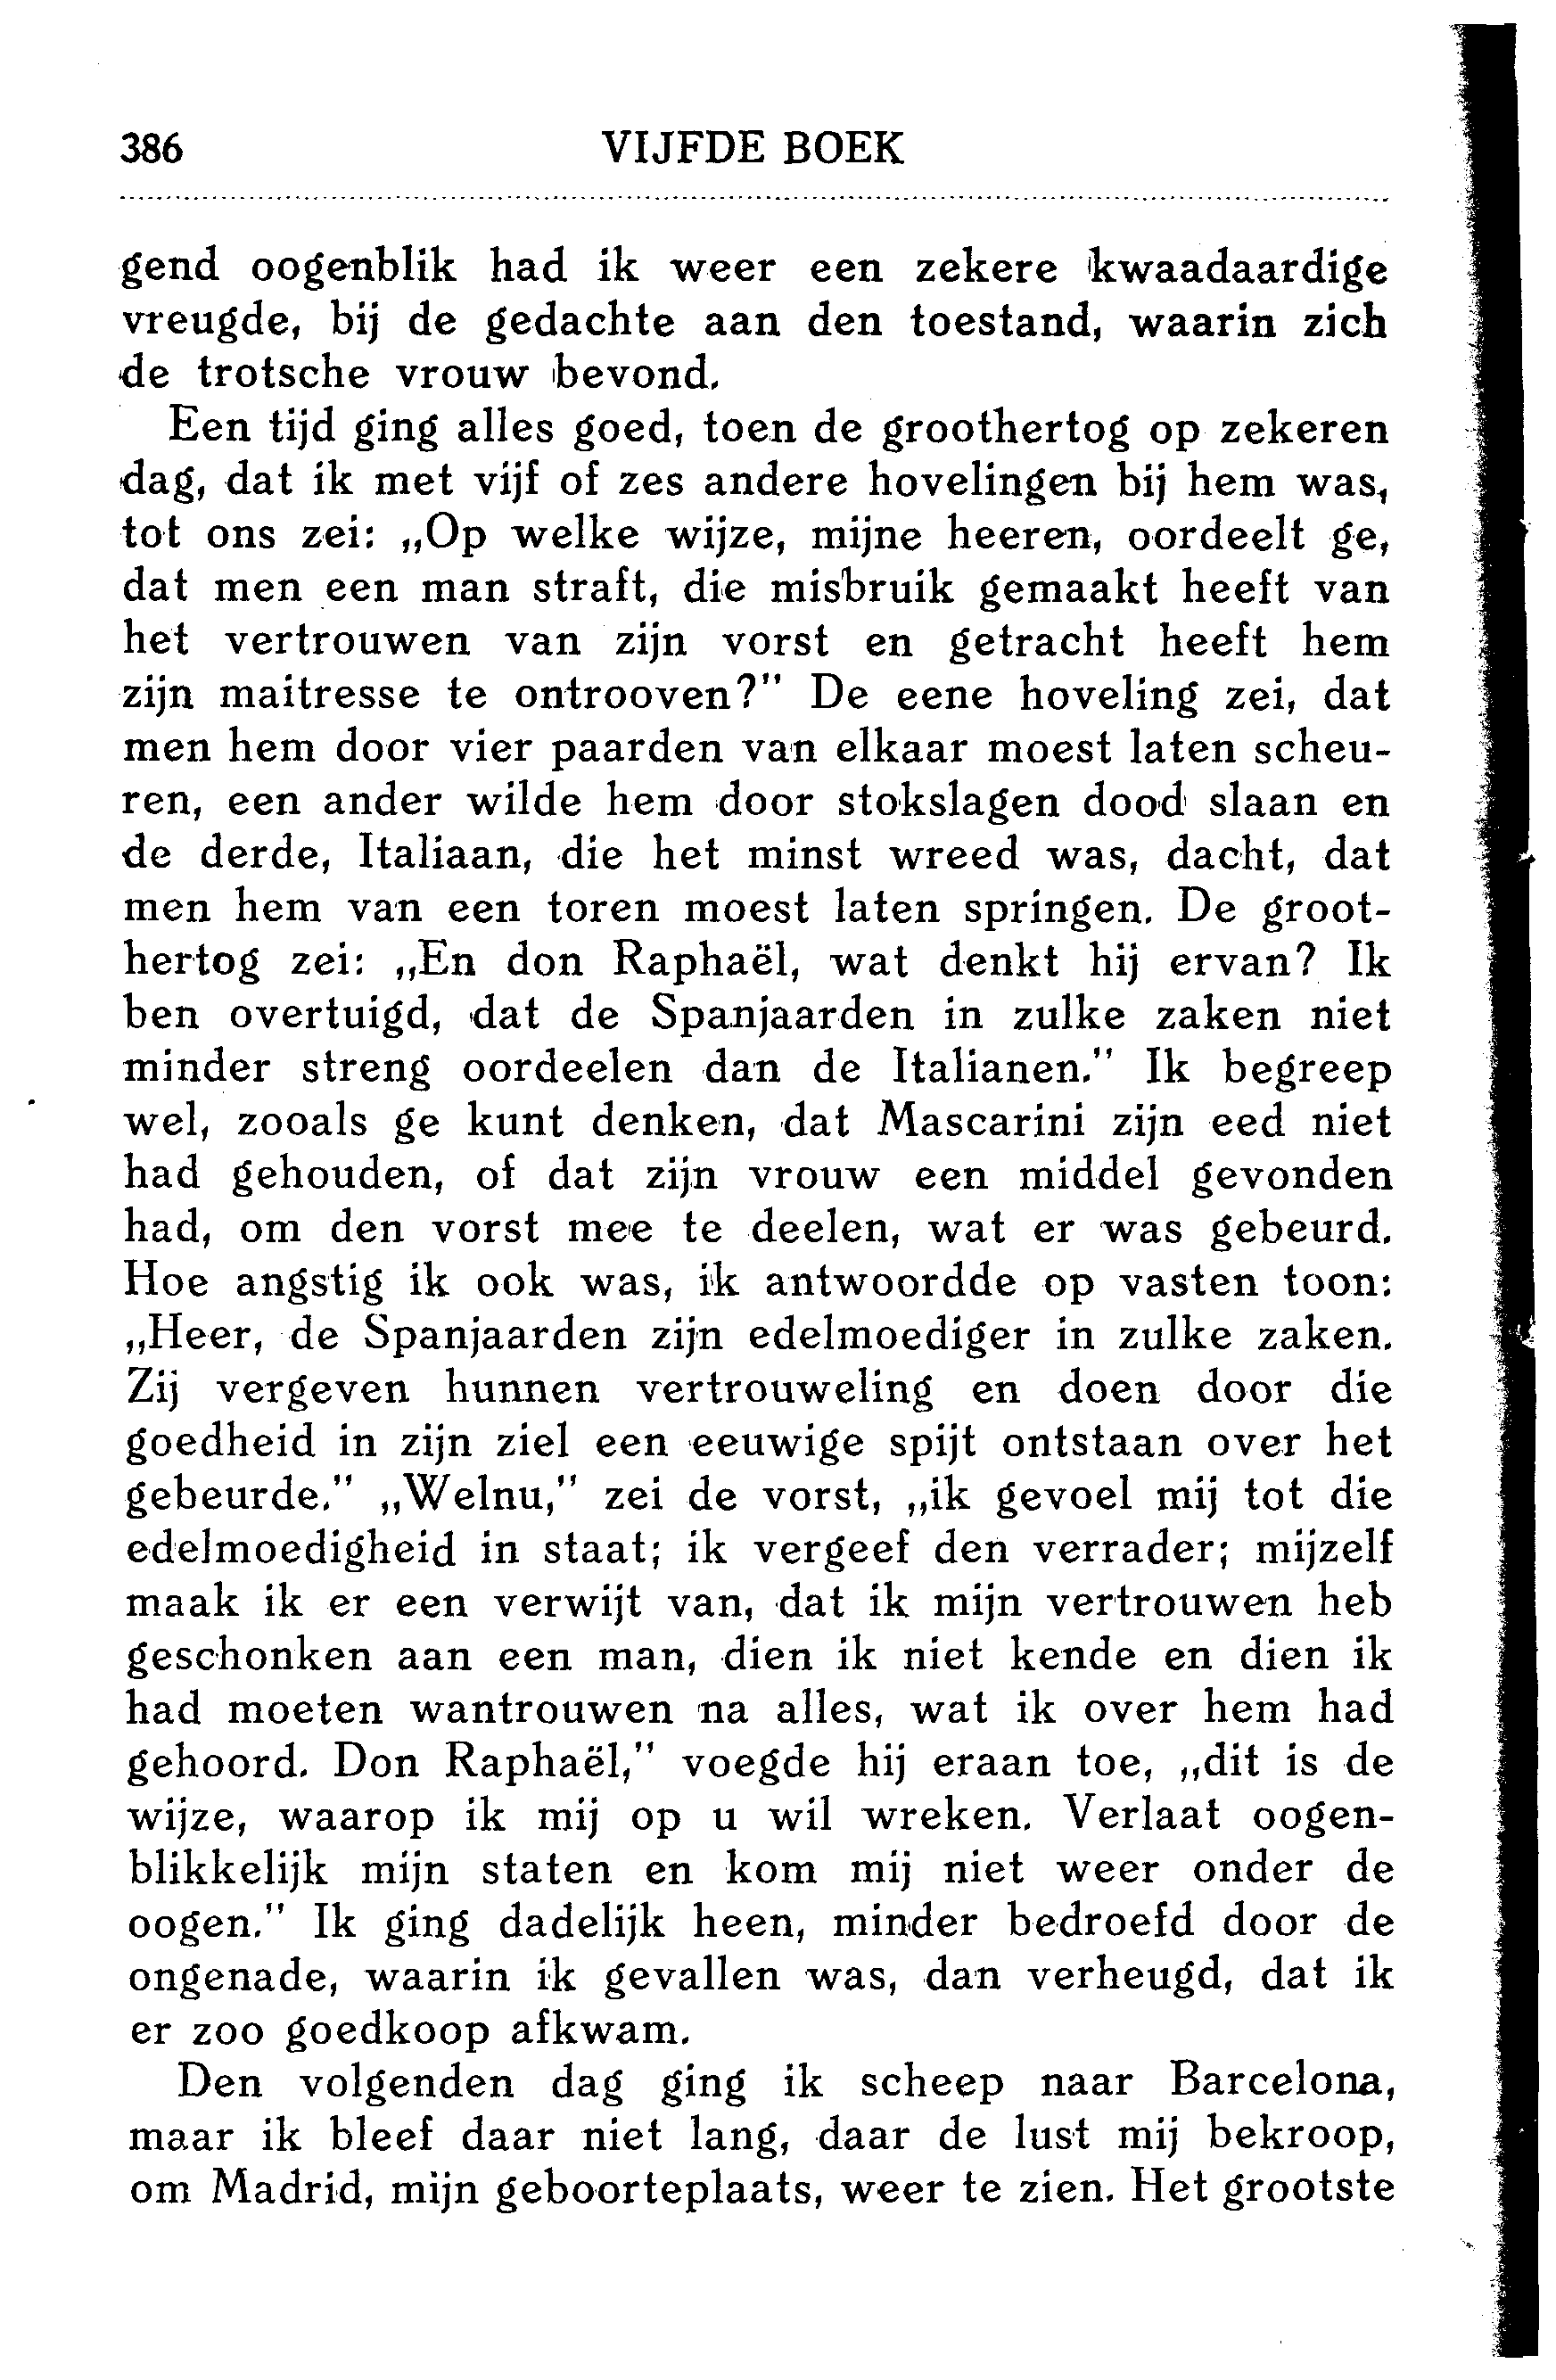 386 VIJFDE BOEK
gend oogenblik had ik weer een zekere kwaadaardige
vreugde, bij de gedachte aan den toestand, waarin zich
de trotsche vrouw bevond.
Een tijd ging alles goed, toen de groothertog op zekeren
dag, dat ik met vijf of zes andere hovelingen bij hem was,
tot ons zei: „Op welke wijze, mijne heeren, oordeelt ge,
dat men een man straft, die misbruik gemaakt heeft van
het vertrouwen van zijn vorst en getracht heeft hem
zijn maitresse te ontrooven?" De eene hoveling zei, dat
men hem door vier paarden van elkaar moest laten scheu-
ren, een ander wilde hem door stokslagen dood slaan en
de derde, Italiaan, die het minst wreed was, dacht, dat
men hem van een toren moest laten springen. De groot-
hertog zei: „En don Raphaël, wat denkt hij ervan? Ik
ben overtuigd, dat de Spanjaarden in zulke zaken niet
minder streng oordeelen dan de Italianen." Ik begreep
wel, zooals ge kunt denken, dat Mascarini zijn eed niet
had gehouden, of dat zijn vrouw een middel gevonden
had, om den vorst mee te deelen, wat er was gebeurd.
Hoe angstig ik ook was, ik antwoordde op vasten toon:
„Heer, de Spanjaarden zijn edelmoediger in zulke zaken.
Zij vergeven hunnen vertrouweling en doen door die
goedheid in zijn ziel een eeuwige spijt ontstaan over het
gebeurde." „Welnu," zei de vorst, „ik gevoel mij tot die
edelmoedigheid in staat; ik vergeef den verrader; mijzelf
maak ik er een verwijt van, dat ik mijn vertrouwen heb
geschonken aan een man, dien ik niet kende en dien ik
had moeten wantrouwen na alles, wat ik over hem had
gehoord. Don Raphaël," voegde hij eraan toe, „dit is de
wijze, waarop ik mij op u wil wreken. Verlaat oogen-
blikkelijk mijn staten en kom mij niet weer onder de
oogen." Ik ging dadelijk heen, minder bedroefd door de
ongenade, waarin ik gevallen was, dan verheugd, dat ik
er zoo goedkoop afkwam.
Den volgenden dag ging ik scheep naar Barcelona,
maar ik bleef daar niet lang, daar de lust mij bekroop,
om Madrid, mijn geboorteplaats, weer te zien. Het grootste